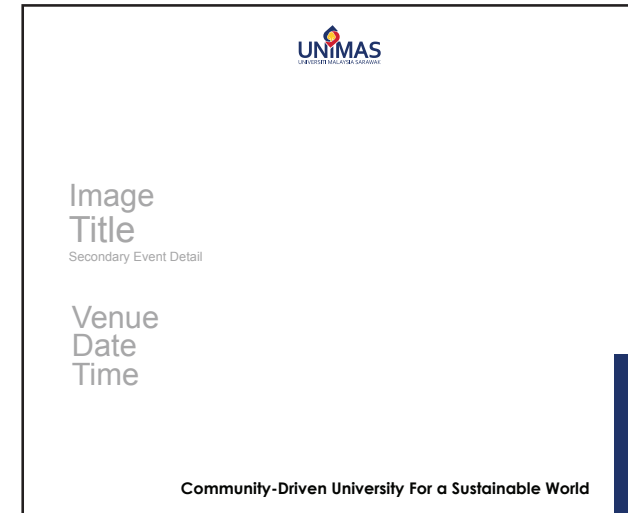 UNIMAS
UNIVERSITI MALAYSIA SARAWAK
Image
Title
Secondary Event Detail
Venue
Date
Time
Community-Driven University For a Sustainable World